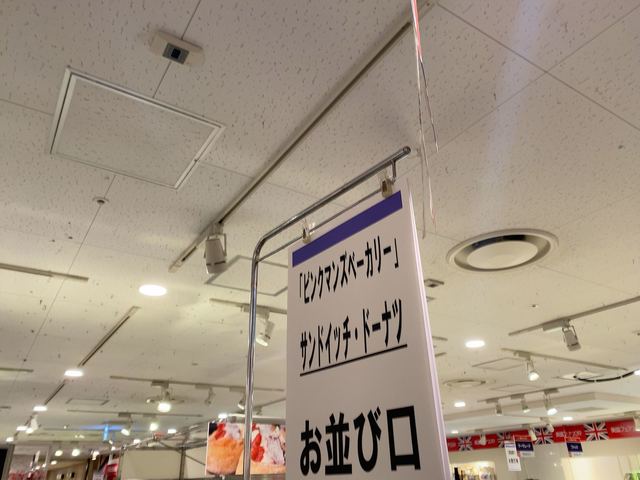 「ピンクマンズベーカリー」
サンドイッチ・ドーナツ
お並び口